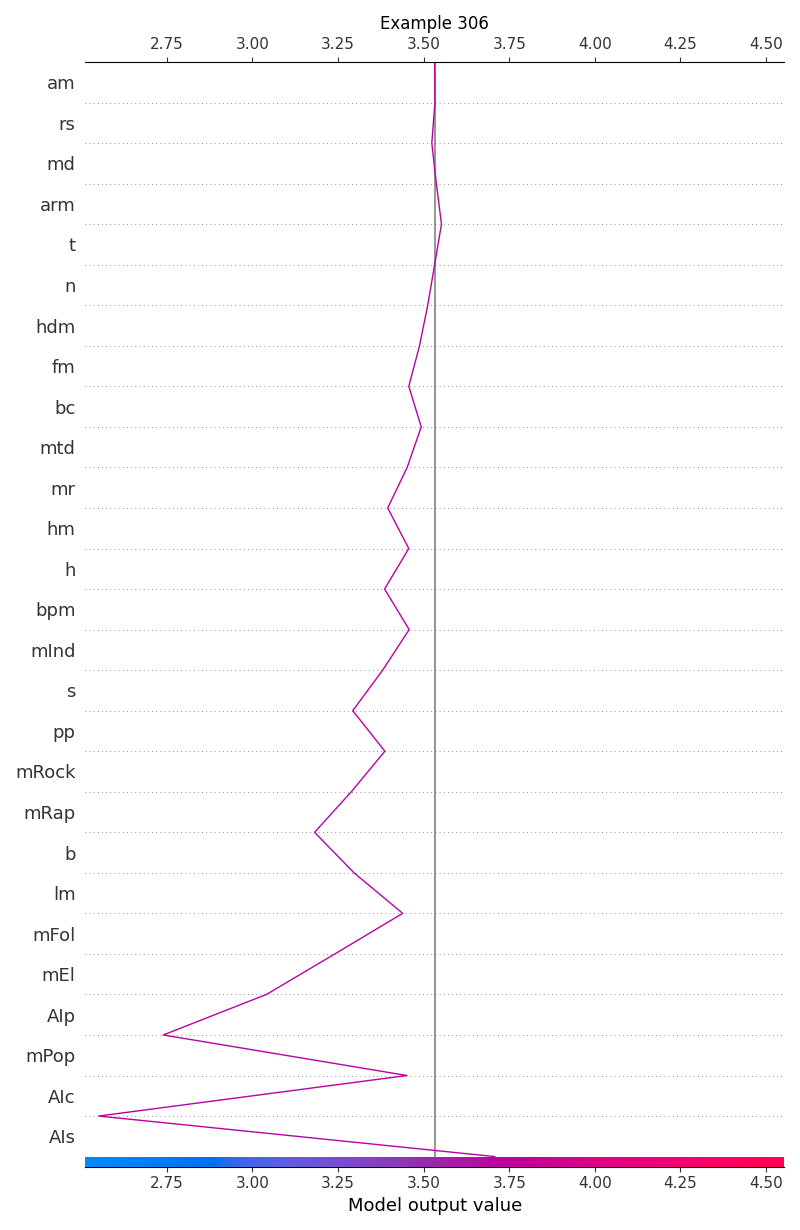 Example 306
2.75 3.00 3.25 3.50 3.75 4.00 4.25 4.50
am
rs
md
arm
t
n
hdm
fm
bc
mtd
mr
hm
h
bpm
mInd
s
pp
mRock
mRap
b
lm
mFol
mEl
AIp
mPop
AIc
AIs
2.75 3.00 3.25 3.50 3.75 4.00 4.25 4.50
Model output value